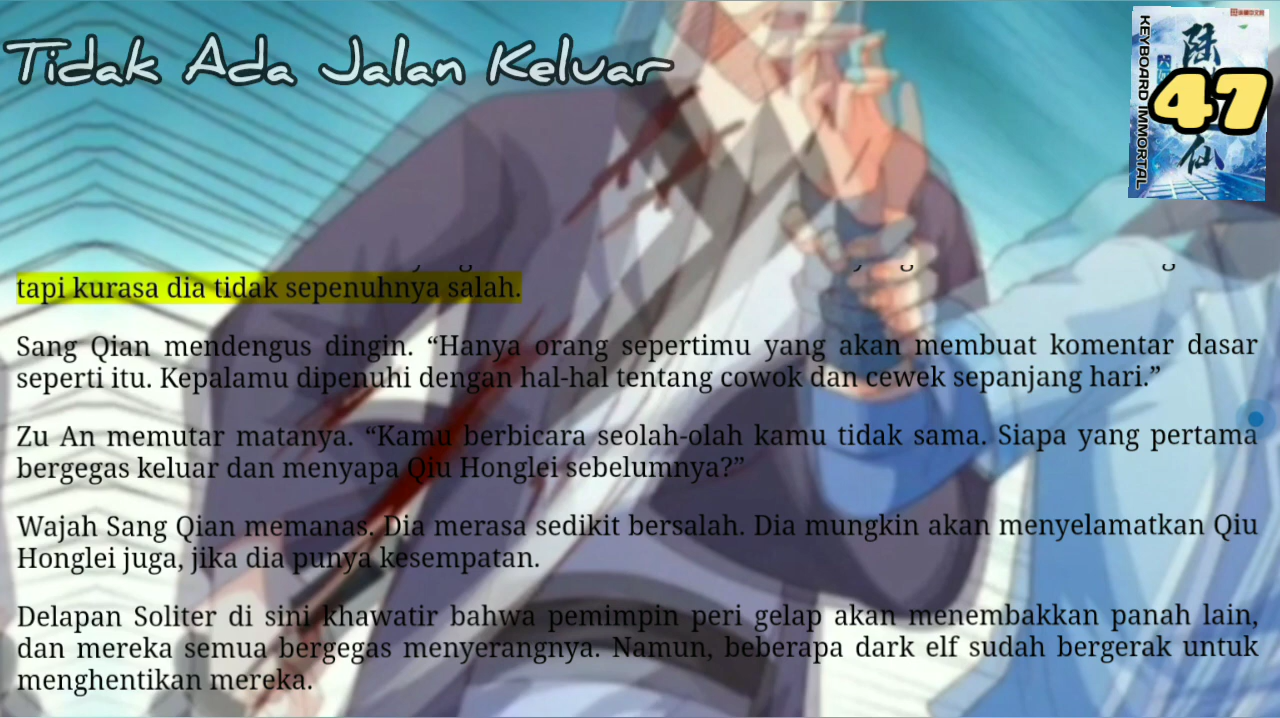 Tidak Ada Jalan Keluar
KEYBOARD IMMORTAL
47
仙
tapi kurasa dia tidak sepenuhnya salah.
Sang Qian mendengus dingin. “Hanya orang sepertimu yang akan membuat komentar dasar
seperti itu. Kepalamu dipenuhi dengan hal-hal tentang cowok dan cewek sepanjang hari.”
Zu An memutar matanya. “Kamu berbicara seolah-olah kamu tidak sama. Siapa yang pertama
bergegas keluar dan menyapa Qiu Honglei sebelumnya?”
Wajah Sang Qian memanas. Dia merasa sedikit bersalah. Dia mungkin akan menyelamatkan Qiu
Honglei juga, jika dia punya kesempatan.
Delapan Soliter di sini khawatir bahwa pemimpin peri gelap akan menembakkan panah lain,
dan mereka semua bergegas menyerangnya. Namun, beberapa dark elf sudah bergerak untuk
menghentikan mereka.